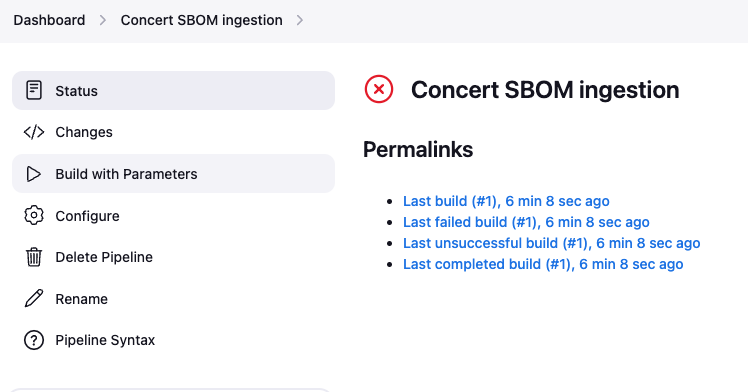 Dashboard > Concert SBOM ingestion >
Status
Changes
Build with Parameters
Configure
Delete Pipeline
Rename
Pipeline Syntax
Concert SBOM ingestion
Permalinks
Last build (#1), 6 min 8 sec ago
Last failed build (#1), 6 min 8 sec ago
Last unsuccessful build (#1), 6 min 8 sec ago
Last completed build (#1), 6 min 8 sec ago